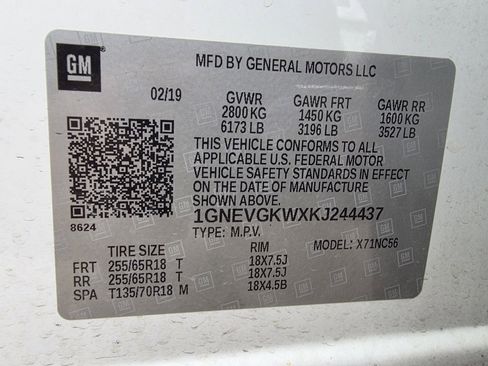 GM
MFD BY GENERAL MOTORS LLC
02/19 GVWR GAWR FRT GAWR RR
2800 KG 1450 KG 1600 KG
6173 LB 3196 LB 3527 LB
THIS VEHICLE CONFORMS TO ALL
APPLICABLE U.S. FEDERAL MOTOR
VEHICLE SAFETY STANDARDS IN EFFECT
ON THE DATE OF MANUFACTURE
SHOWN ABOVE.
8624
1GNEVGKWXKJ244437
TYPE: M.P.V. MODEL: X71NC56
TIRE SIZE RIM
FRT 255/65R18 T 18X7.5J
RR 255/65R18 T 18X7.5J
SPA T135/70R18 M 18X4.5B